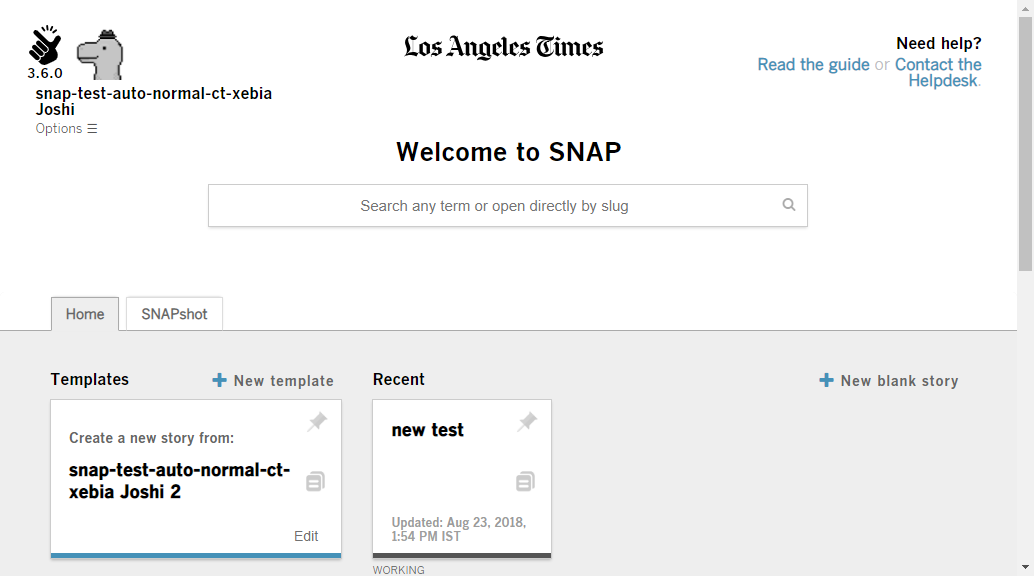 3.6.0
snap-test-auto-normal-ct-xebia
Joshi
Options ☰
Los Angeles Times
Need help?
Read the guide or Contact the
Helpdesk.
Welcome to SNAP
Search any term or open directly by slug
Home
SNAPshot
Templates
New template
Recent
New blank story
Create a new story from:
snap-test-auto-normal-ct-
xebia Joshi 2
Edit
new test
Updated: Aug 23, 2018,
1:54 PM IST
WORKING